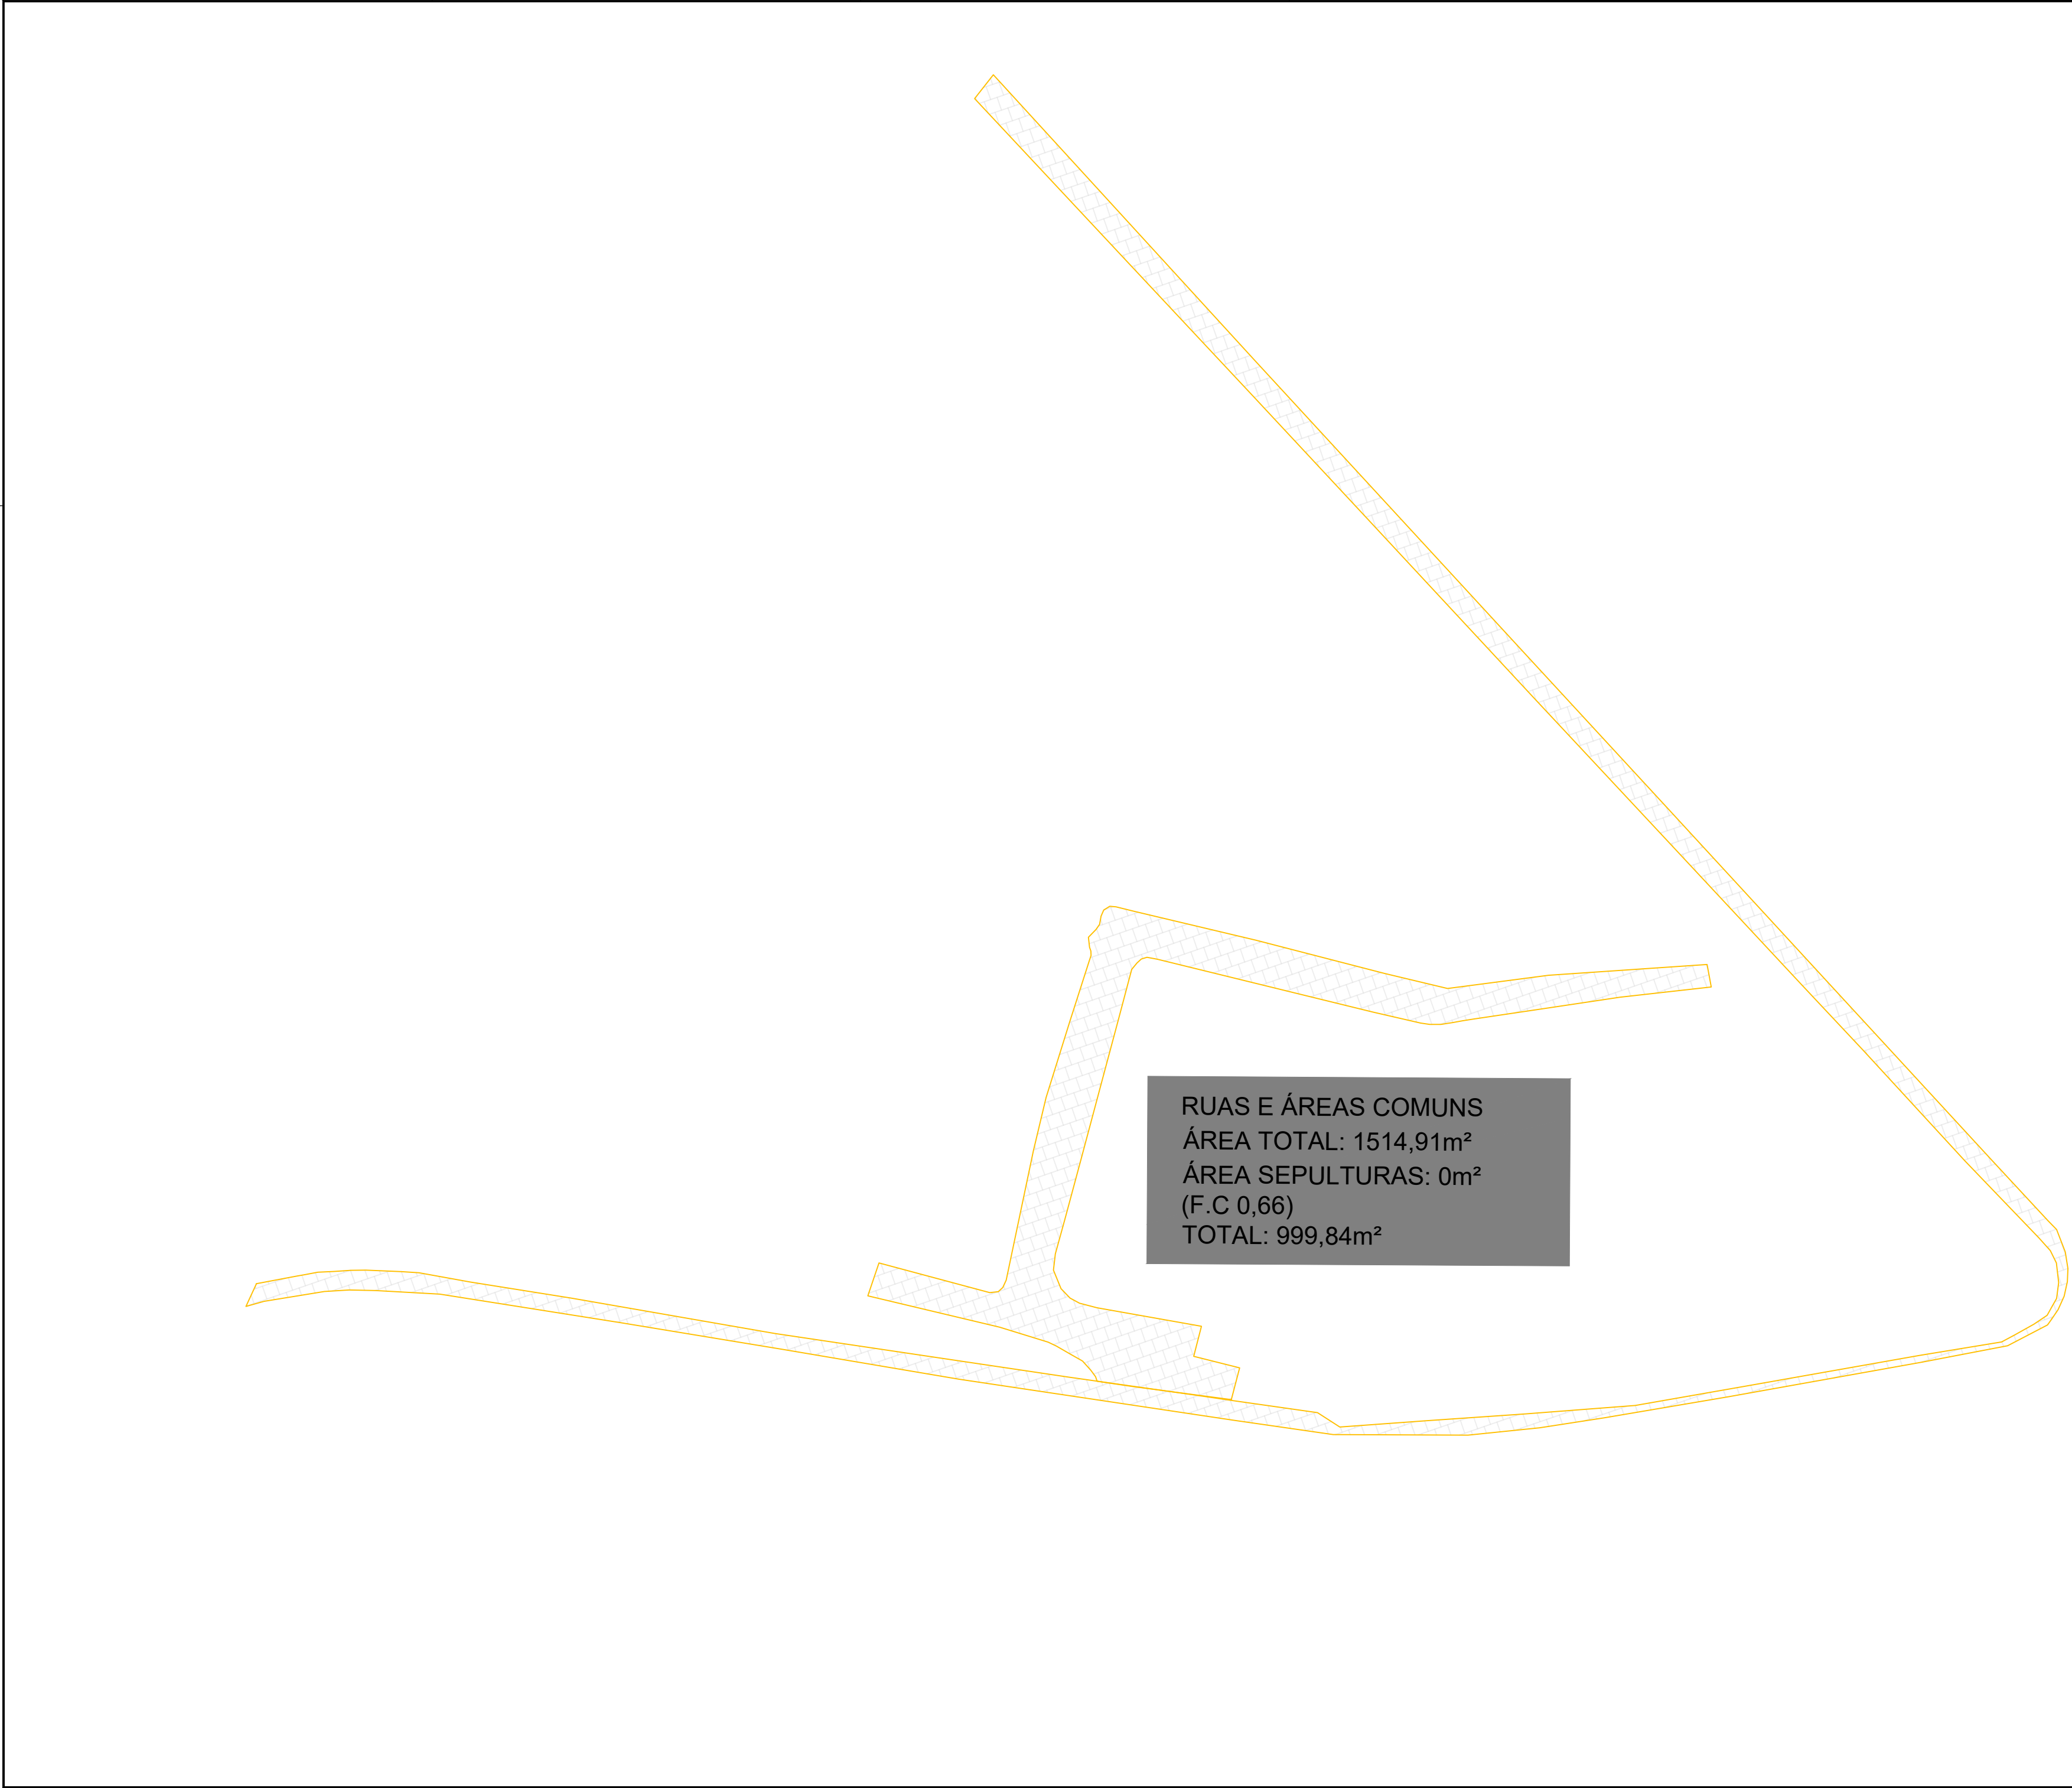 RUAS E ÁREAS COMUNS
ÁREA TOTAL: 1514,91m²
ÁREA SEPULTURAS: 0m²
(F.C 0,66)
TOTAL: 999,84m²